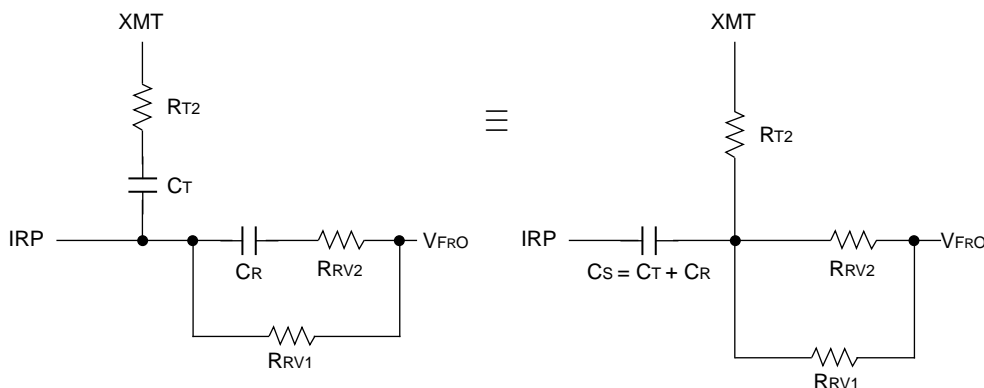 XMT
RT2
CT
IRP
CR
RRV2
VFRO
RRV1
≡
XMT
RT2
IRP
CS = CT + CR
RRV2
VFRO
RRV1